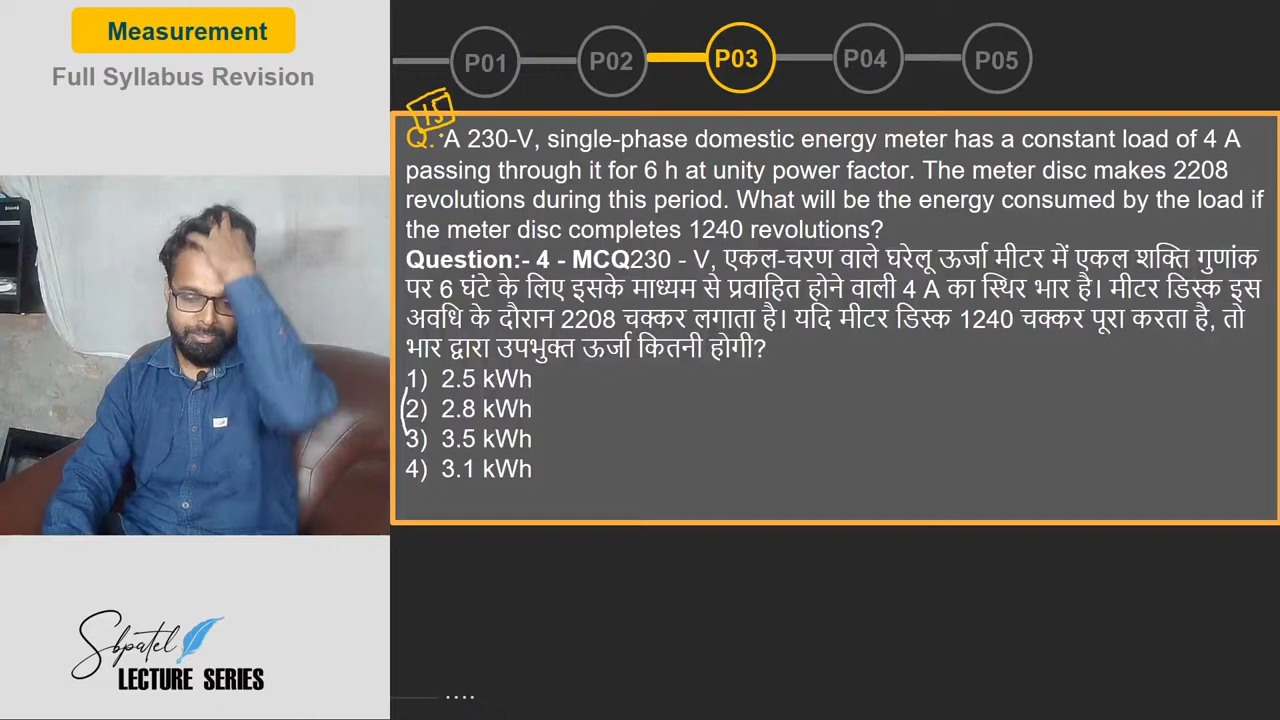 Measurement
Full Syllabus Revision
P01
P02
P03
P04
P05
15
Q. A 230-V, single-phase domestic energy meter has a constant load of 4 A
passing through it for 6 h at unity power factor. The meter disc makes 2208
revolutions during this period. What will be the energy consumed by the load if
the meter disc completes 1240 revolutions?
Question:- 4 - MCQ230 - V, एकल-चरण वाले घरेलू ऊर्जा मीटर में एकल शक्ति गुणांक
पर 6 घंटे के लिए इसके माध्यम से प्रवाहित होने वाली 4 A का स्थिर भार है। मीटर डिस्क इस
अवधि के दौरान 2208 चक्कर लगाता है। यदि मीटर डिस्क 1240 चक्कर पूरा करता है, तो
भार द्वारा उपभुक्त ऊर्जा कितनी होगी?
1) 2.5 kWh
2) 2.8 kWh
3) 3.5 kWh
4) 3.1 kWh
Sbpatel
LECTURE SERIES
....